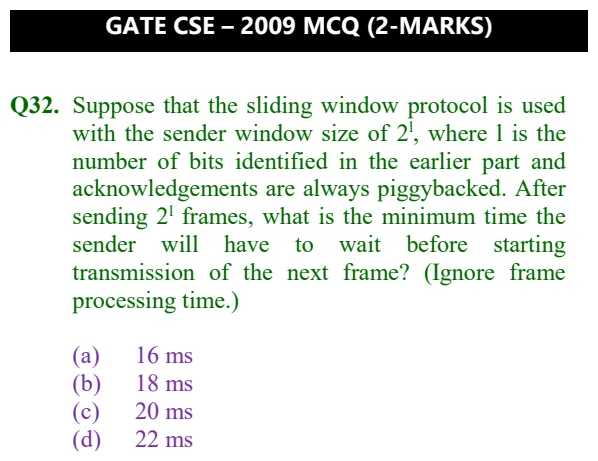 GATE CSE – 2009 MCQ (2-MARKS)
Q32. Suppose that the sliding window protocol is used
with the sender window size of 2ˡ, where l is the
number of bits identified in the earlier part and
acknowledgements are always piggybacked. After
sending 2ˡ frames, what is the minimum time the
sender will have to wait before starting
transmission of the next frame? (Ignore frame
processing time.)
(a) 16 ms
(b) 18 ms
(c) 20 ms
(d) 22 ms